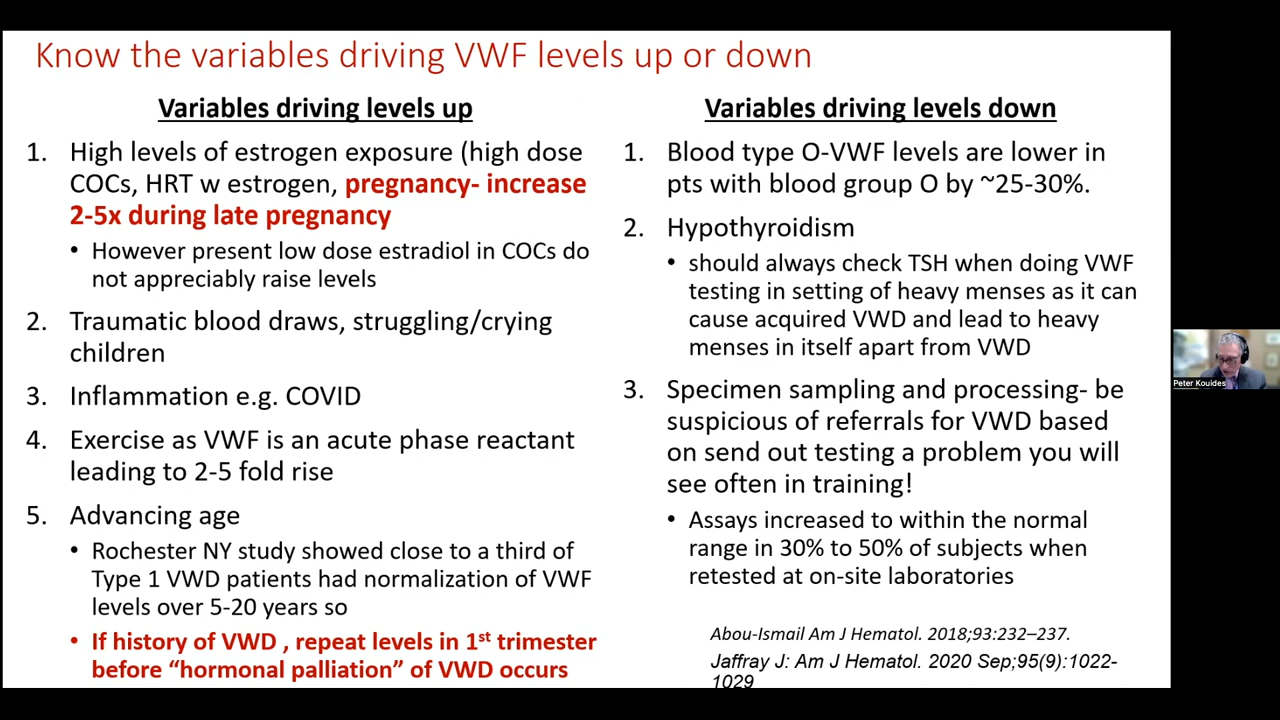 Know the variables driving VWF levels up or down
Variables driving levels up
1. High levels of estrogen exposure (high dose
COCs, HRT w estrogen, pregnancy- increase
2-5x during late pregnancy
• However present low dose estradiol in COCs do
not appreciably raise levels
2. Traumatic blood draws, struggling/crying
children
3. Inflammation e.g. COVID
4. Exercise as VWF is an acute phase reactant
leading to 2-5 fold rise
5. Advancing age
• Rochester NY study showed close to a third of
Type 1 VWD patients had normalization of VWF
levels over 5-20 years so
• If history of VWD , repeat levels in 1st trimester
before “hormonal palliation” of VWD occurs
Variables driving levels down
1. Blood type O-VWF levels are lower in
pts with blood group O by ~25-30%.
2. Hypothyroidism
• should always check TSH when doing VWF
testing in setting of heavy menses as it can
cause acquired VWD and lead to heavy
menses in itself apart from VWD
3. Specimen sampling and processing- be
suspicious of referrals for VWD based
on send out testing a problem you will
see often in training!
• Assays increased to within the normal
range in 30% to 50% of subjects when
retested at on-site laboratories
Abou-Ismail Am J Hematol. 2018;93:232–237.
Jaffray J: Am J Hematol. 2020 Sep;95(9):1022-
1029
Peter Kouides